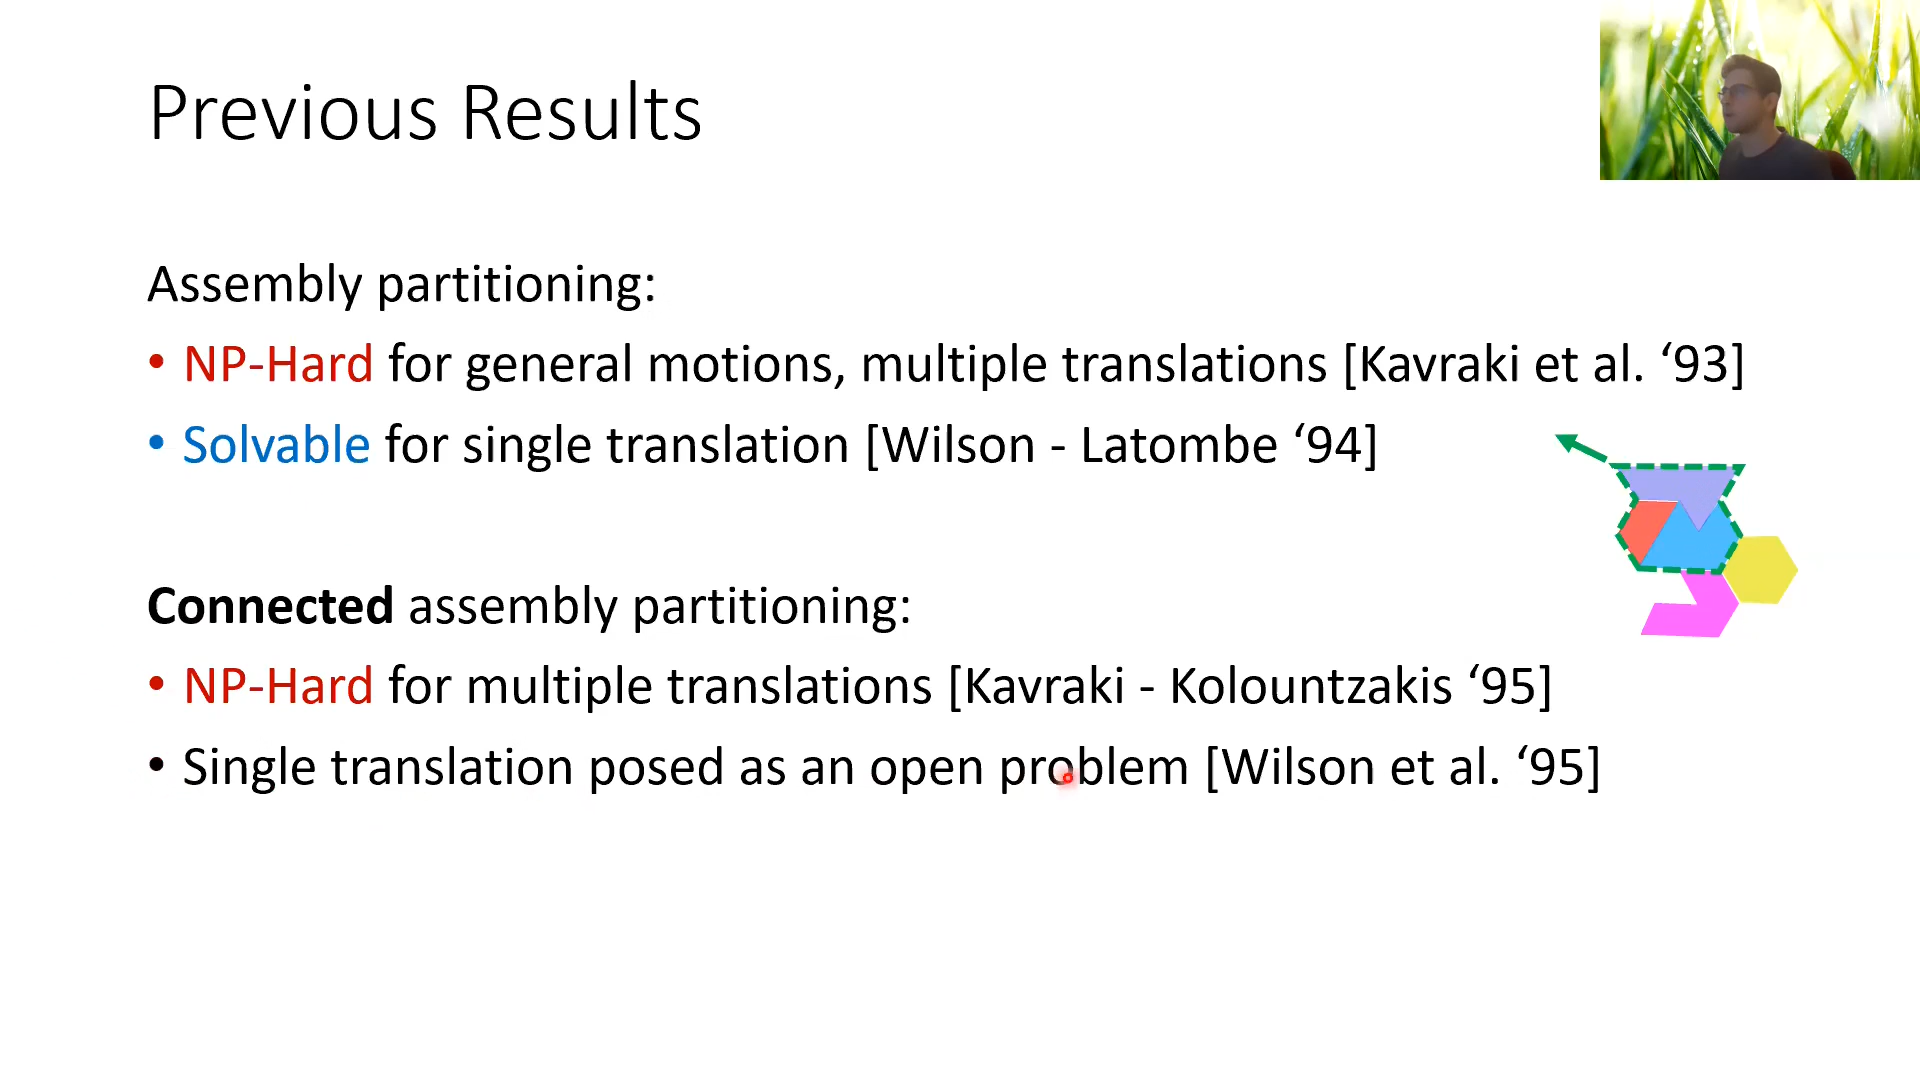 Previous Results
Assembly partitioning:
• NP-Hard for general motions, multiple translations [Kavraki et al. ‘93]
• Solvable for single translation [Wilson - Latombe ‘94]
Connected assembly partitioning:
• NP-Hard for multiple translations [Kavraki - Kolountzakis ‘95]
• Single translation posed as an open problem [Wilson et al. ‘95]